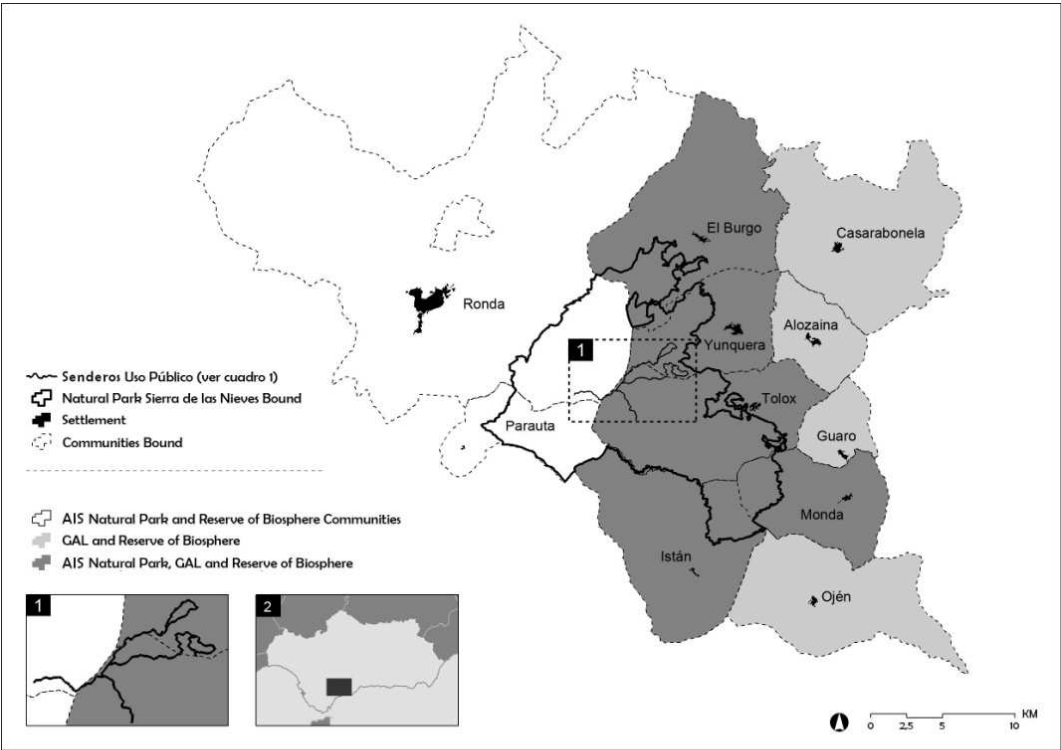 El Burgo
Casarabonela
Ronda
Alozaina
Yunquera
1
Senderos Uso Público (ver cuadro 1)
Natural Park Sierra de las Nieves Bound
Settlement
Communities Bound
Tolox
Parauta
Guaro
Monda
AIS Natural Park and Reserve of Biosphere Communities
GAL and Reserve of Biosphere
AIS Natural Park, GAL and Reserve of Biosphere
Istán
Ojén
1
2
KM
0 2,5 5 10